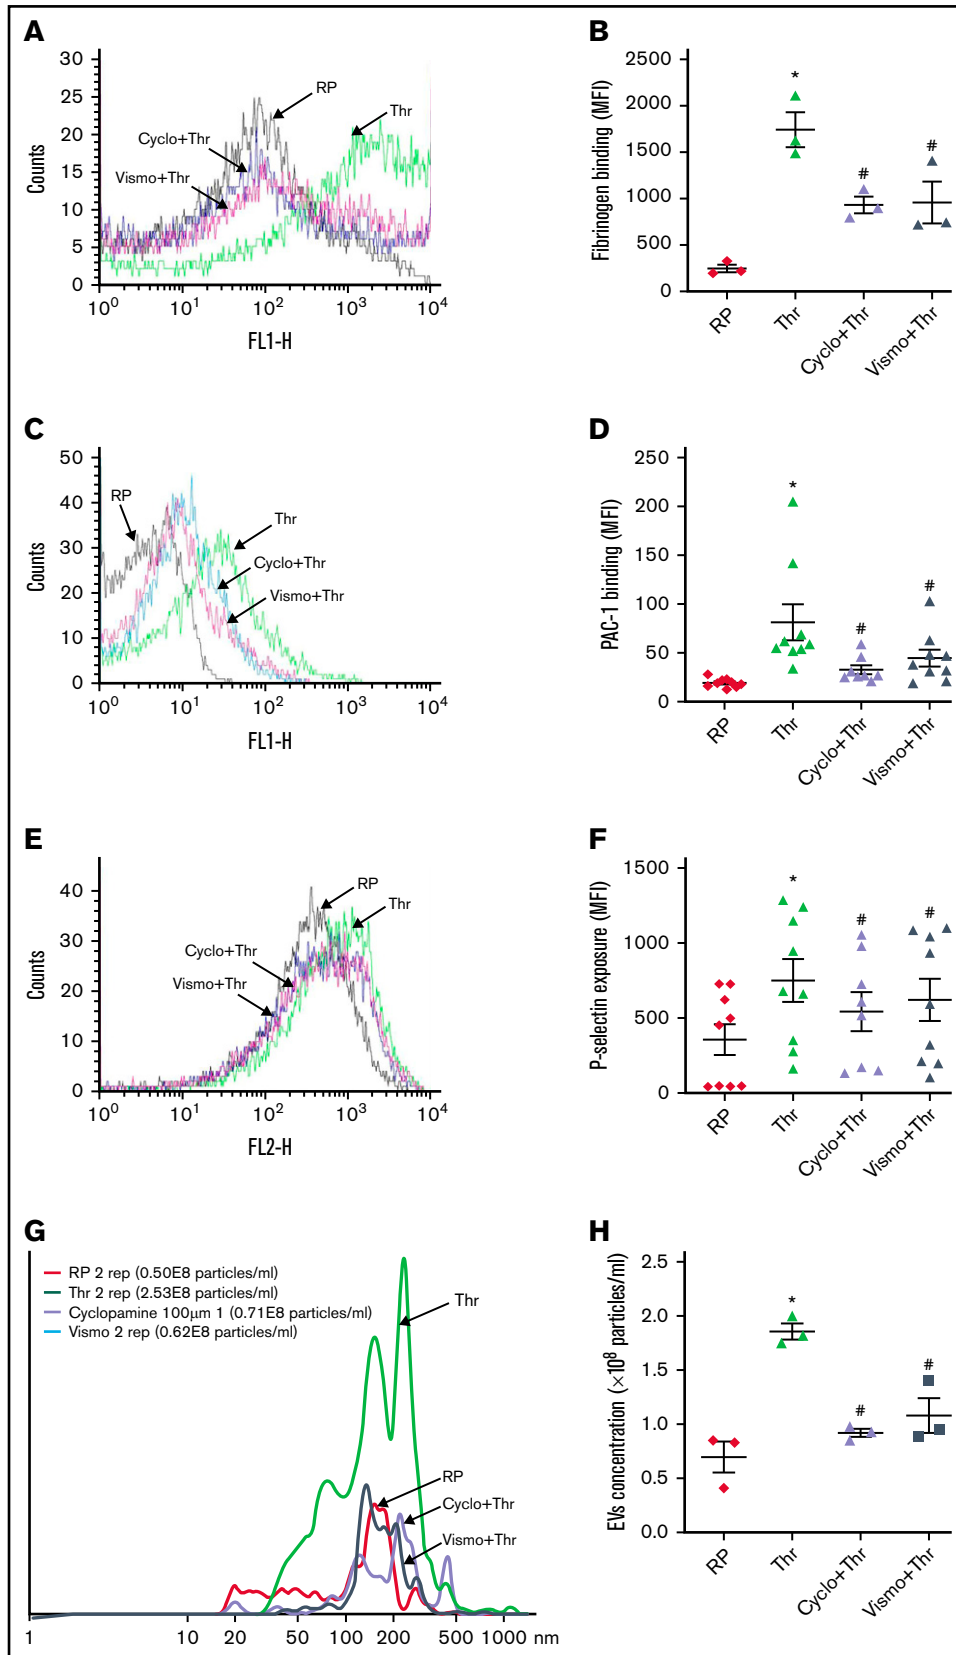 A
30
25
20
15
10
5
0
Counts
RP
Thr
Cyclo+Thr
Vismo+Thr
10⁰ 10¹ 10² 10³ 10⁴
FL1-H
B
2500
2000
1500
1000
500
0
Fibrinogen binding (MFI)
*
#
#
RP Thr Cyclo+Thr Vismo+Thr
C
50
40
30
20
10
0
Counts
RP
Thr
Cyclo+Thr
Vismo+Thr
10⁰ 10¹ 10² 10³ 10⁴
FL1-H
D
250
200
150
100
50
0
PAC-1 binding (MFI)
*
#
#
RP Thr Cyclo+Thr Vismo+Thr
E
40
30
20
10
0
Counts
RP
Thr
Cyclo+Thr
Vismo+Thr
10⁰ 10¹ 10² 10³ 10⁴
FL2-H
F
1500
1000
500
0
P-selectin exposure (MFI)
*
#
#
RP Thr Cyclo+Thr Vismo+Thr
G
RP 2 rep (0.50E8 particles/ml)
Thr 2 rep (2.53E8 particles/ml)
Cyclopamine 100µm 1 (0.71E8 particles/ml)
Vismo 2 rep (0.62E8 particles/ml)
Thr
RP
Cyclo+Thr
Vismo+Thr
1 10 20 50 100 200 500 1000 nm
H
2.5
2.0
1.5
1.0
0.5
0.0
EVs concentration (×10⁸ particles/ml)
*
#
#
RP Thr Cyclo+Thr Vismo+Thr